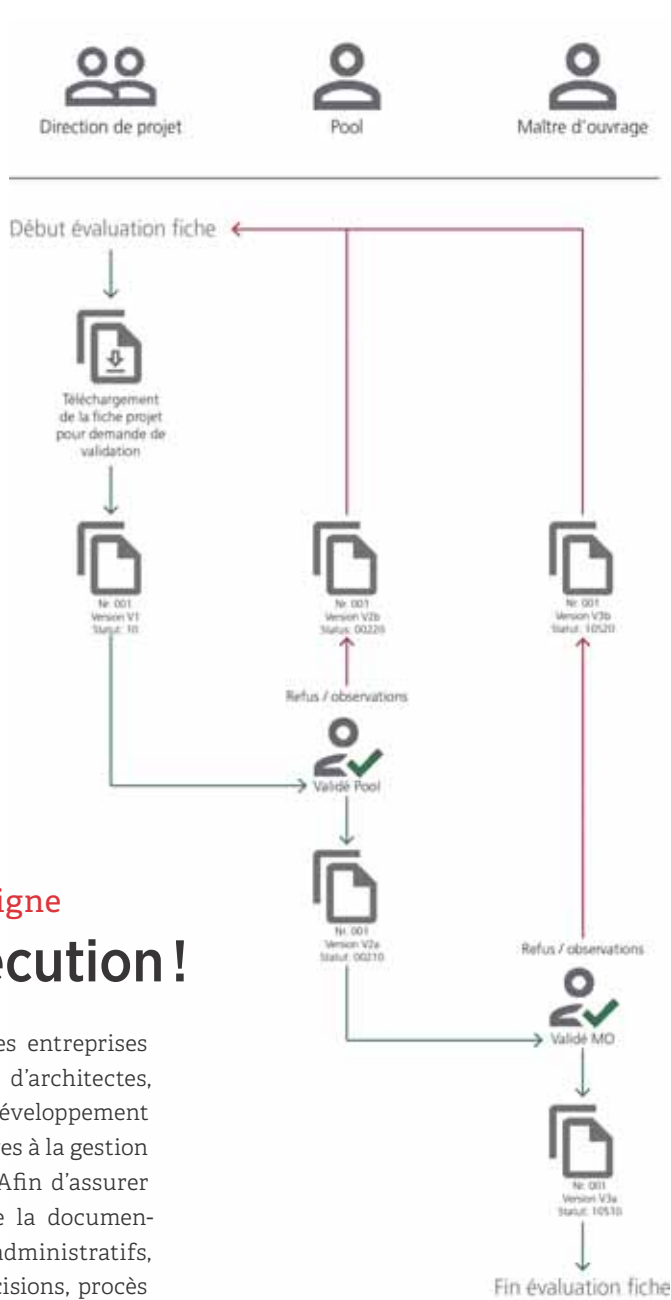 Direction de projet
Pool
Maître d'ouvrage
Début évaluation fiche
Téléchargement
de la fiche projet
pour demande de
validation
Nr. 001
Version V1
Statut: 10
Nr. 001
Version V2b
Status: 00220
Nr. 001
Version V3b
Statut: 10520
Refus / observations
Validé Pool
Nr. 001
Version V2a
Statut: 00210
Refus / observations
Validé MO
Nr. 001
Version V3a
Statut: 10510
Fin évaluation fiche
igne
écution !
es entreprises
d'architectes,
éveloppement
es à la gestion
Afin d'assurer
e la documen-
dministratifs,
cisions, procès